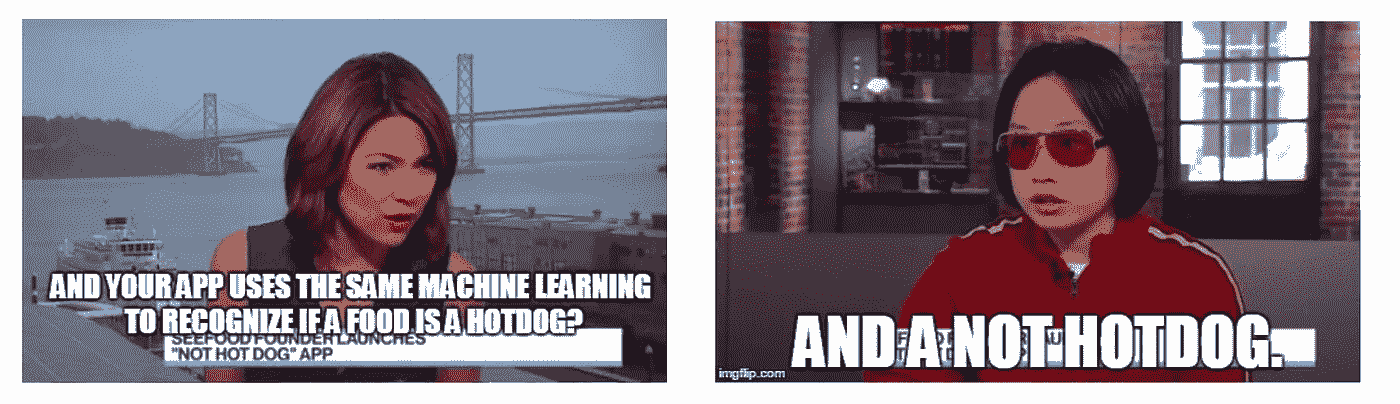 AND YOUR APP USES THE SAME MACHINE LEARNING
TO RECOGNIZE IF A FOOD IS A HOTDOG?
SEEFOOD FOUNDER LAUNCHES
"NOT HOT DOG" APP
AND A NOT HOTDOG.
imgflip.com